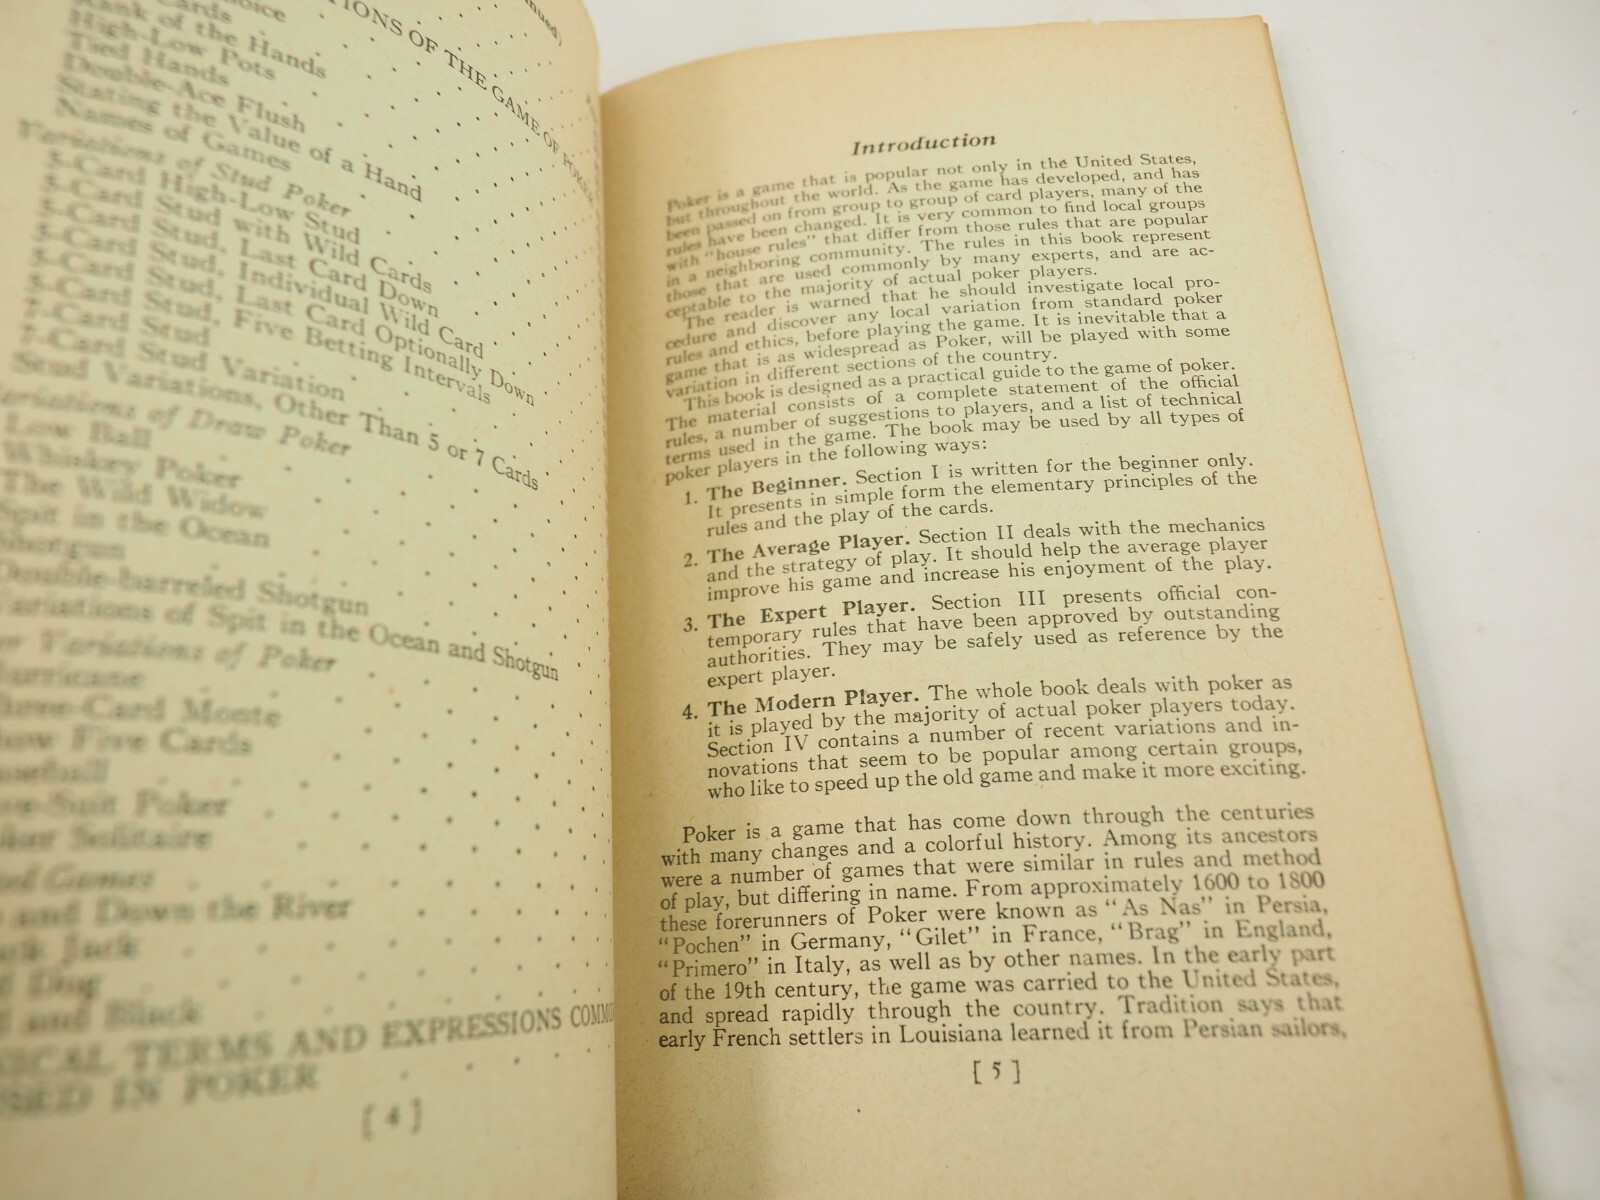 nued)
TIONS OF THE GAME OF POKER
Choice
Cards
Rank of the Hands
High-Low Pots
Tied Hands
Double-Ace Flush
Stating the Value of a Hand
Names of Games
Variations of Stud Poker
5-Card High-Low Stud
5-Card Stud with Wild Cards
5-Card Stud, Last Card Down
5-Card Stud, Individual Wild Card
5-Card Stud, Last Card Optionally Down
5-Card Stud, Five Betting Intervals
7-Card Stud
7-Card Stud Variation
Stud Variations, Other Than 5 or 7 Cards
Variations of Draw Poker
Low Ball
Whiskey Poker
The Wild Widow
Spit in the Ocean
Shotgun
Double-barreled Shotgun
Variations of Spit in the Ocean and Shotgun
er Variations of Poker
Hurricane
Three-Card Monte
how Five Cards
aseball
ve-Suit Poker
oker Solitaire
Games
and Down the River
ack Jack
d Dog
d and Black
NICAL TERMS AND EXPRESSIONS COMMO
USED IN POKER
[ 4 ]
Introduction
Poker is a game that is popular not only in the United States,
but throughout the world. As the game has developed, and has
been passed on from group to group of card players, many of the
rules have been changed. It is very common to find local groups
with "house rules" that differ from those rules that are popular
in a neighboring community. The rules in this book represent
those that are used commonly by many experts, and are ac-
ceptable to the majority of actual poker players.
The reader is warned that he should investigate local pro-
cedure and discover any local variation from standard poker
rules and ethics, before playing the game. It is inevitable that a
game that is as widespread as Poker, will be played with some
variation in different sections of the country.
This book is designed as a practical guide to the game of poker.
The material consists of a complete statement of the official
rules, a number of suggestions to players, and a list of technical
terms used in the game. The book may be used by all types of
poker players in the following ways:
1. The Beginner. Section I is written for the beginner only.
It presents in simple form the elementary principles of the
rules and the play of the cards.
2. The Average Player. Section II deals with the mechanics
and the strategy of play. It should help the average player
improve his game and increase his enjoyment of the play.
3. The Expert Player. Section III presents official con-
temporary rules that have been approved by outstanding
authorities. They may be safely used as reference by the
expert player.
4. The Modern Player. The whole book deals with poker as
it is played by the majority of actual poker players today.
Section IV contains a number of recent variations and in-
novations that seem to be popular among certain groups,
who like to speed up the old game and make it more exciting.
Poker is a game that has come down through the centuries
with many changes and a colorful history. Among its ancestors
were a number of games that were similar in rules and method
of play, but differing in name. From approximately 1600 to 1800
these forerunners of Poker were known as "As Nas" in Persia,
"Pochen" in Germany, "Gilet" in France, "Brag" in England,
"Primero" in Italy, as well as by other names. In the early part
of the 19th century, the game was carried to the United States,
and spread rapidly through the country. Tradition says that
early French settlers in Louisiana learned it from Persian sailors,
[ 5 ]